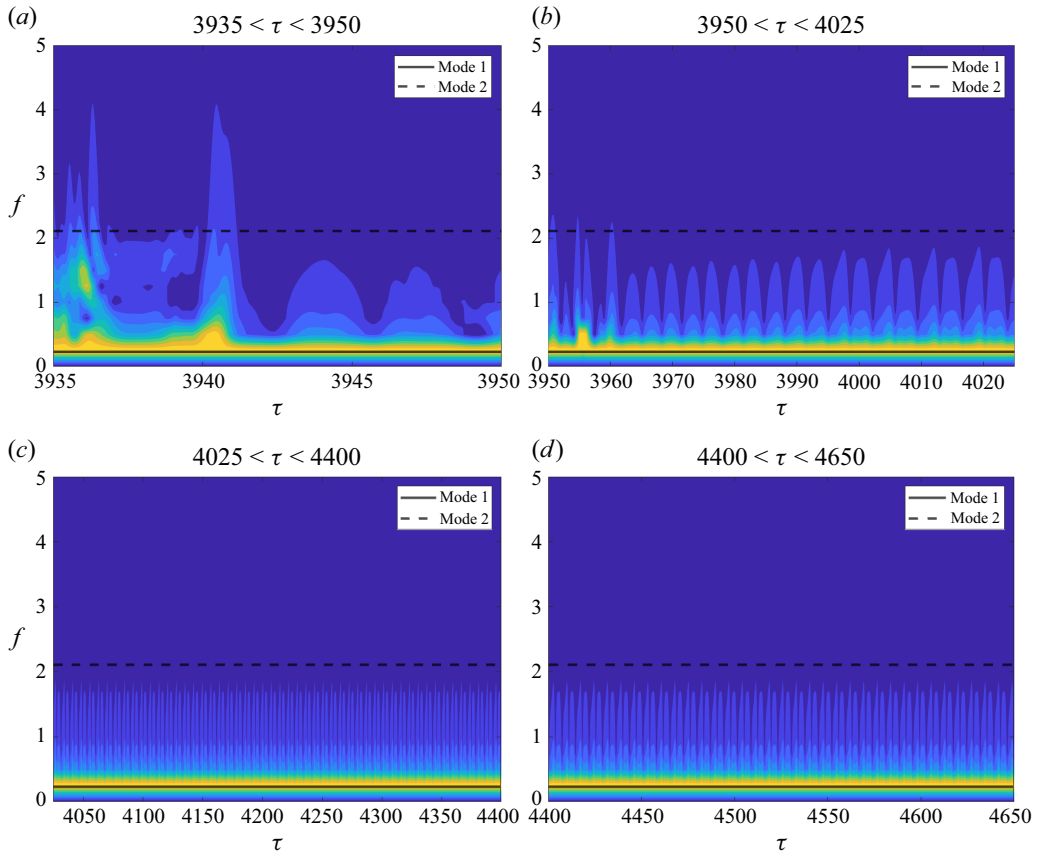 (a) 3935 < τ < 3950
5
4
3
2
1
0
f
Mode 1
Mode 2
3935 3940 3945 3950
τ
(b) 3950 < τ < 4025
5
4
3
2
1
0
Mode 1
Mode 2
3950 3960 3970 3980 3990 4000 4010 4020
τ
(c) 4025 < τ < 4400
5
4
3
2
1
0
f
Mode 1
Mode 2
4050 4100 4150 4200 4250 4300 4350 4400
τ
(d) 4400 < τ < 4650
5
4
3
2
1
0
Mode 1
Mode 2
4400 4450 4500 4550 4600 4650
τ